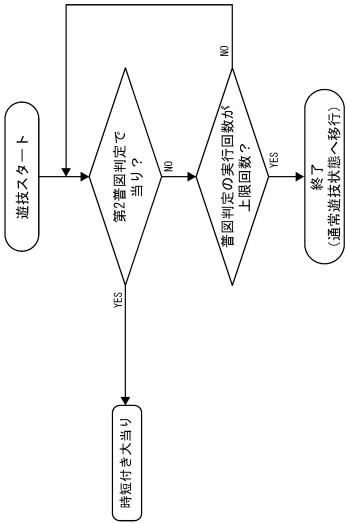 遊技スタート
第2普図判定で
当り？
NO
YES
時短付き大当り
普図判定の実行回数が
上限回数？
NO
YES
終了
(通常遊技状態へ移行)